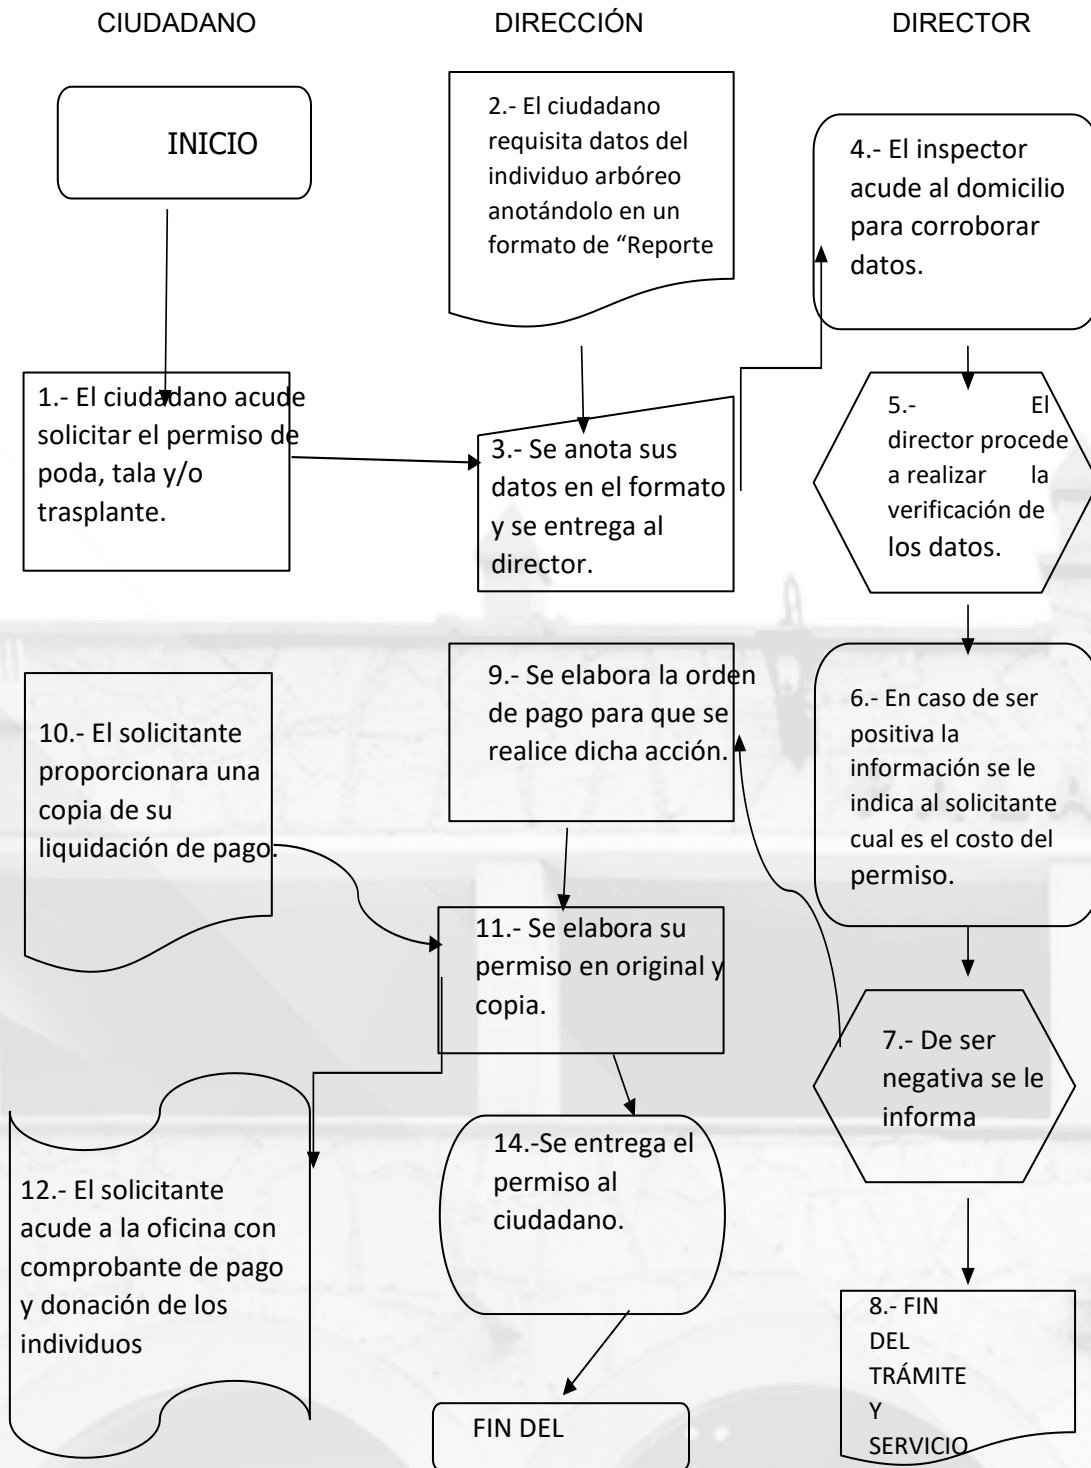 CIUDADANO
DIRECCIÓN
DIRECTOR
INICIO
2.- El ciudadano
requisita datos del
individuo arbóreo
anotándolo en un
formato de “Reporte
4.- El inspector
acude al domicilio
para corroborar
datos.
1.- El ciudadano acude
solicitar el permiso de
poda, tala y/o
trasplante.
3.- Se anota sus
datos en el formato
y se entrega al
director.
5.- El
director procede
a realizar la
verificación de
los datos.
10.- El solicitante
proporcionara una
copia de su
liquidación de pago.
9.- Se elabora la orden
de pago para que se
realice dicha acción.
6.- En caso de ser
positiva la
información se le
indica al solicitante
cual es el costo del
permiso.
11.- Se elabora su
permiso en original y
copia.
7.- De ser
negativa se le
informa
12.- El solicitante
acude a la oficina con
comprobante de pago
y donación de los
individuos
14.-Se entrega el
permiso al
ciudadano.
8.- FIN
DEL
TRÁMITE
Y
SERVICIO
FIN DEL